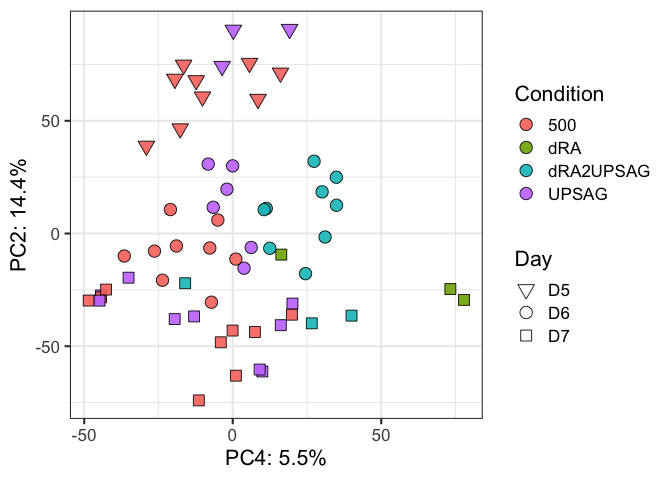 Condition
500
dRA
dRA2UPSAG
UPSAG
Day
D5
D6
D7
PC2: 14.4%
50
0
-50
-50
0
50
PC4: 5.5%